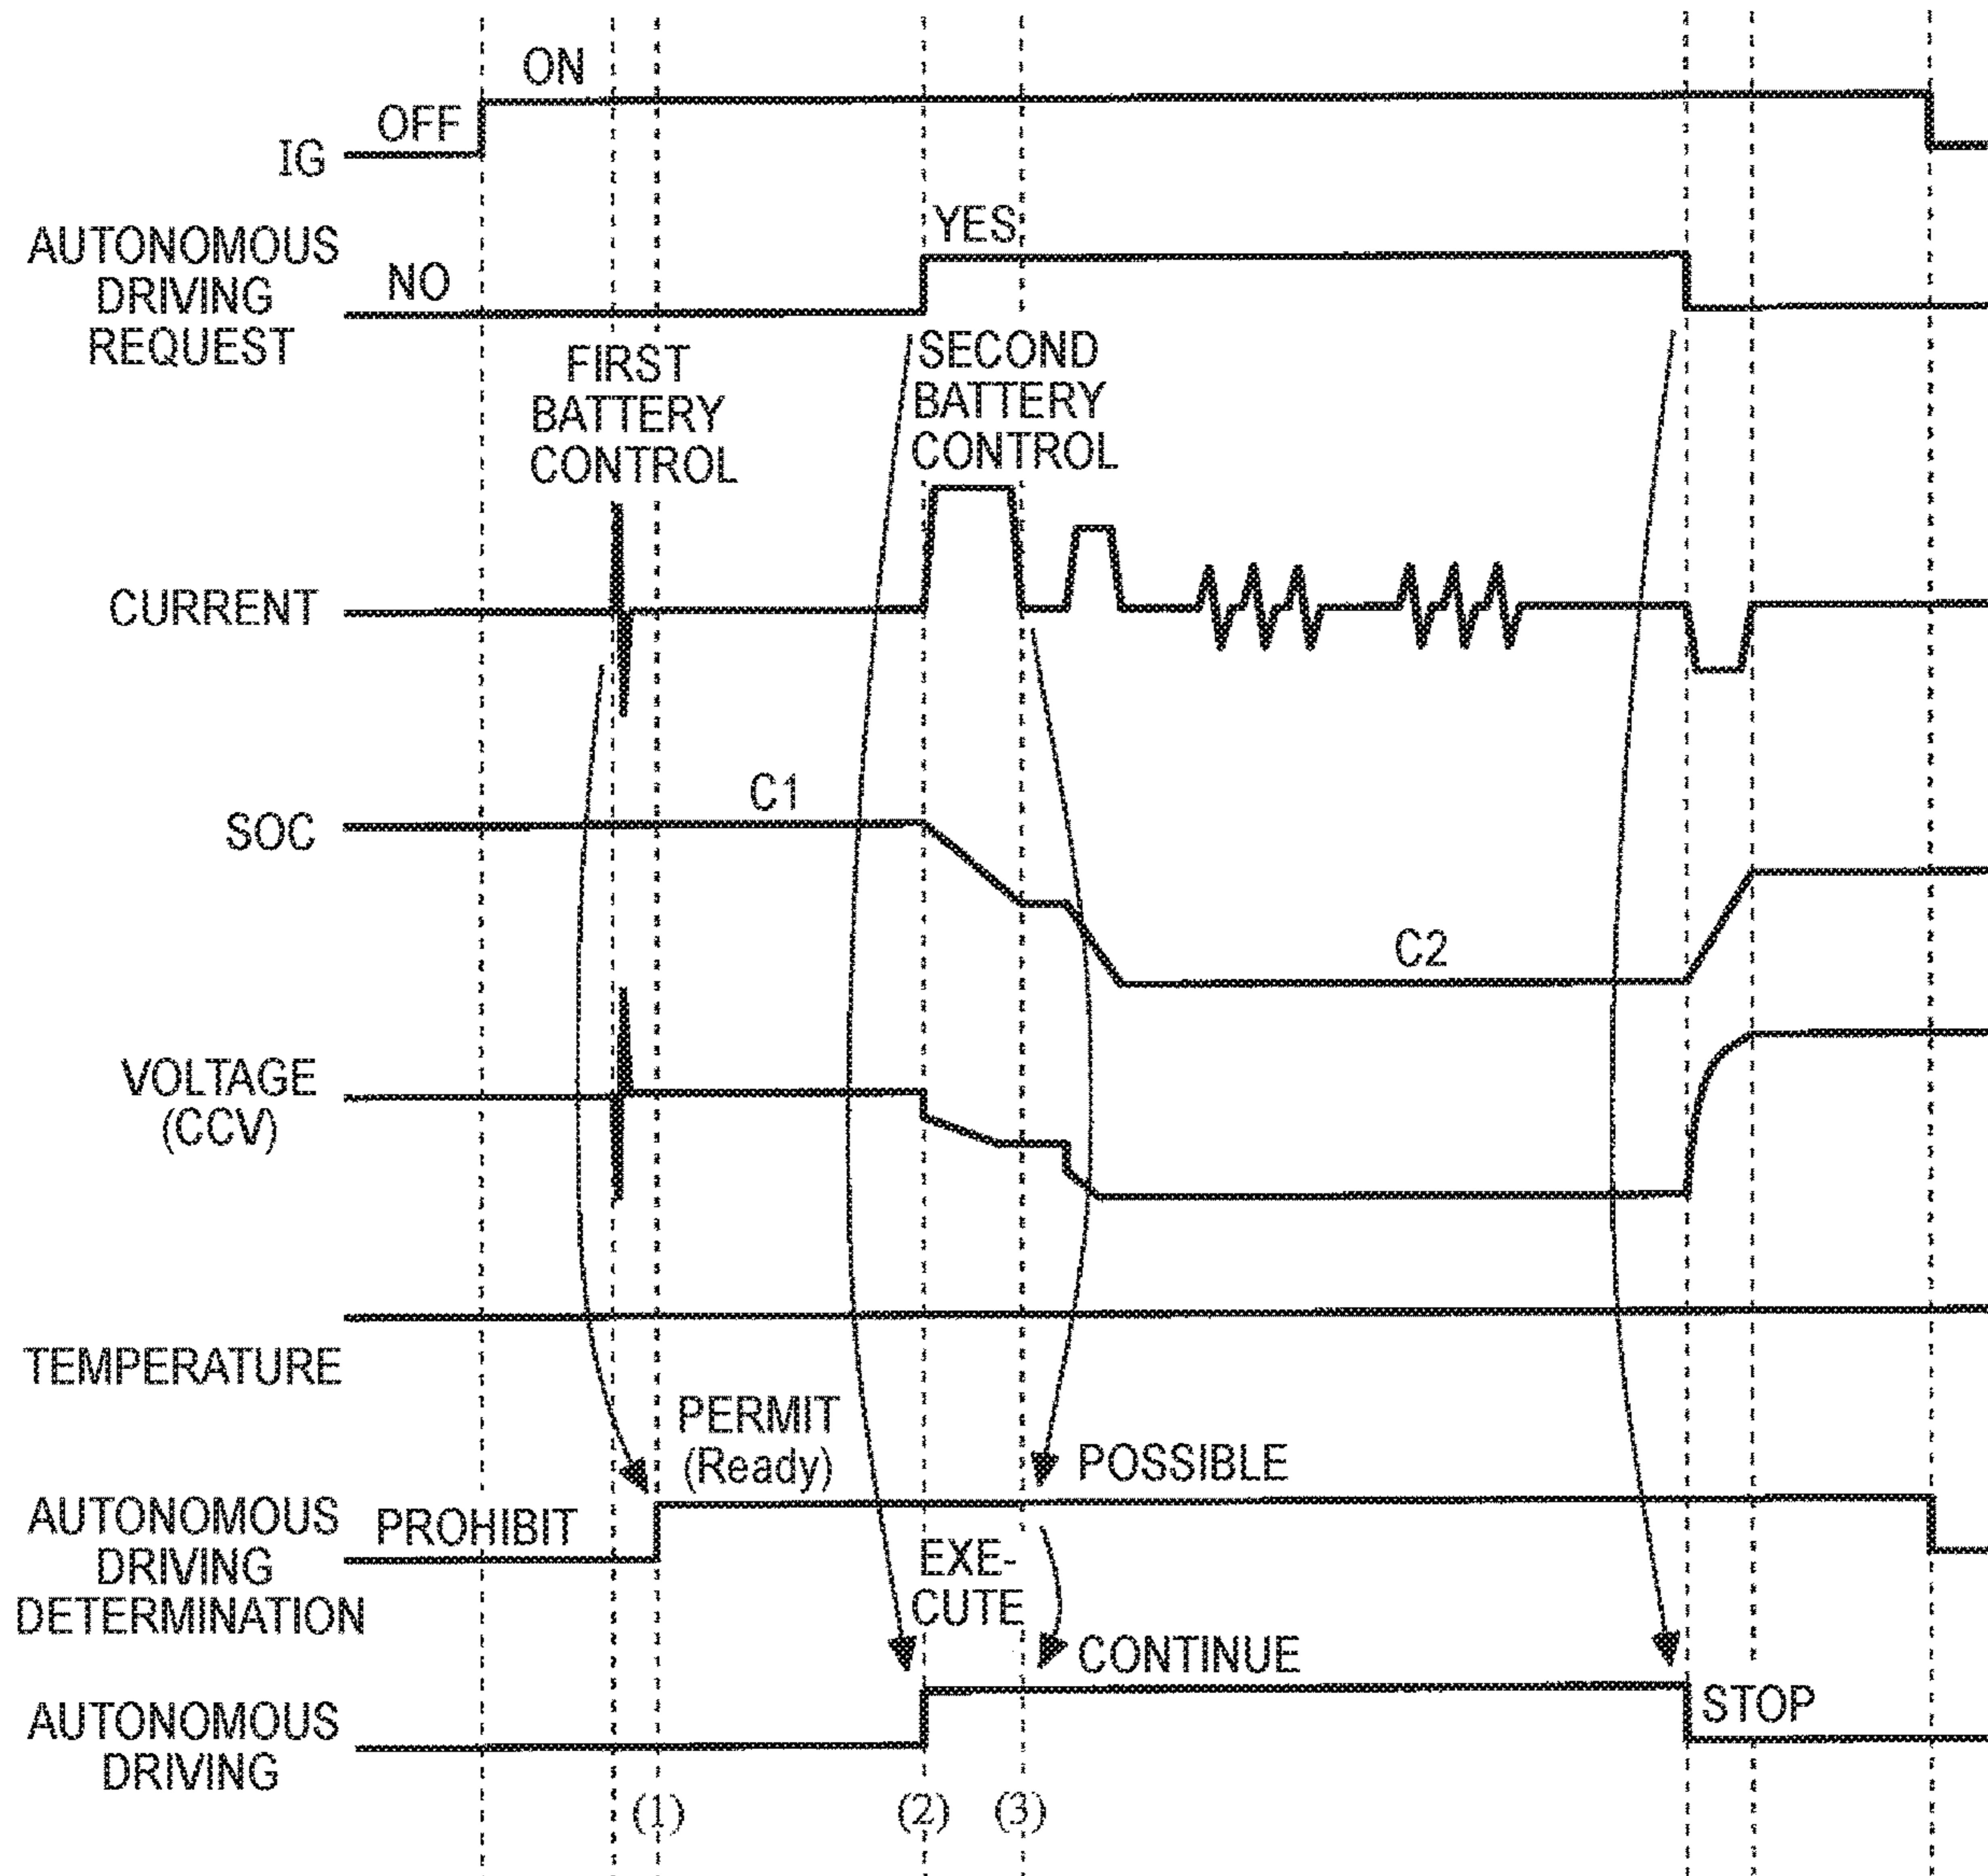 ON
OFF
IG
YES
AUTONOMOUS
DRIVING
REQUEST
NO
FIRST
BATTERY
CONTROL
SECOND
BATTERY
CONTROL
CURRENT
C1
SOC
C2
VOLTAGE
(CCV)
TEMPERATURE
PERMIT
(Ready)
POSSIBLE
AUTONOMOUS
DRIVING
DETERMINATION
PROHIBIT
EXE-
CUTE
CONTINUE
AUTONOMOUS
DRIVING
STOP
(1)
(2)
(3)